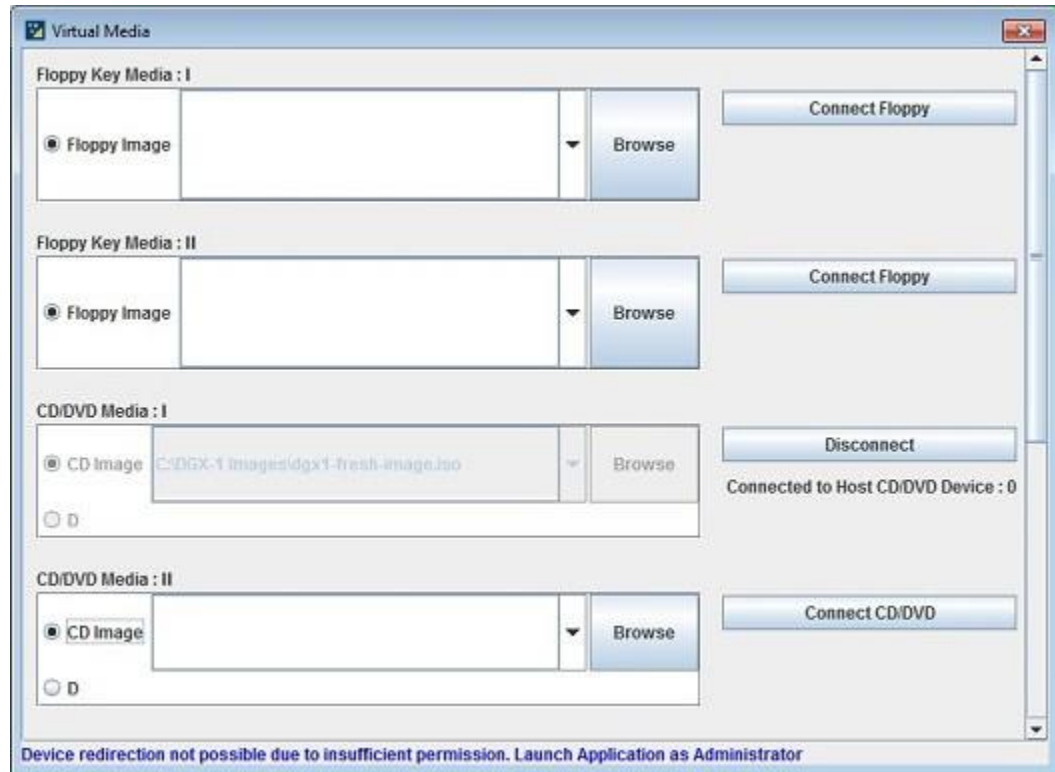 Virtual Media
Floppy Key Media : I
Floppy Image
Browse
Connect Floppy
Floppy Key Media : II
Floppy Image
Browse
Connect Floppy
CD/DVD Media : I
CD Image C:\DGX-1 Images\dgx1-fresh-image.iso
Browse
Disconnect
Connected to Host CD/DVD Device : 0
D
CD/DVD Media : II
CD Image
Browse
Connect CD/DVD
D
Device redirection not possible due to insufficient permission. Launch Application as Administrator